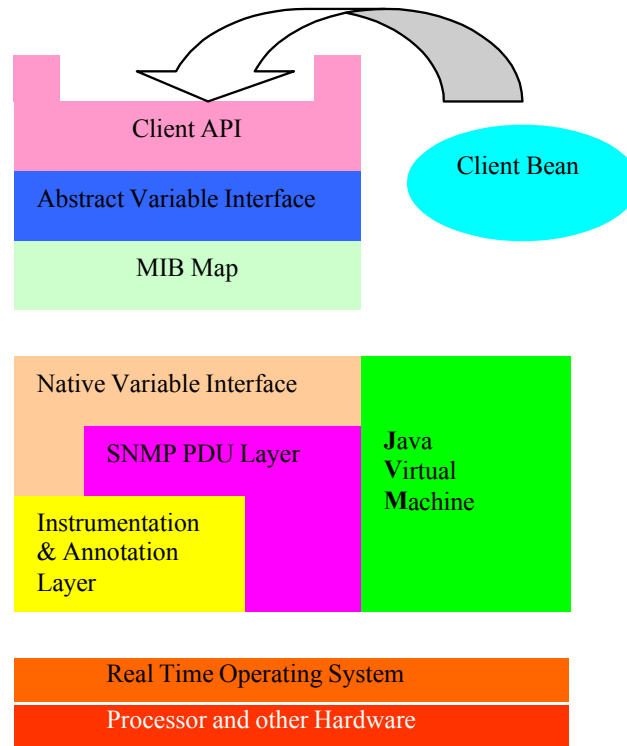 Client API
Client Bean
Abstract Variable Interface
MIB Map
Native Variable Interface
SNMP PDU Layer
Java
Virtual
Machine
Instrumentation
& Annotation
Layer
Real Time Operating System
Processor and other Hardware